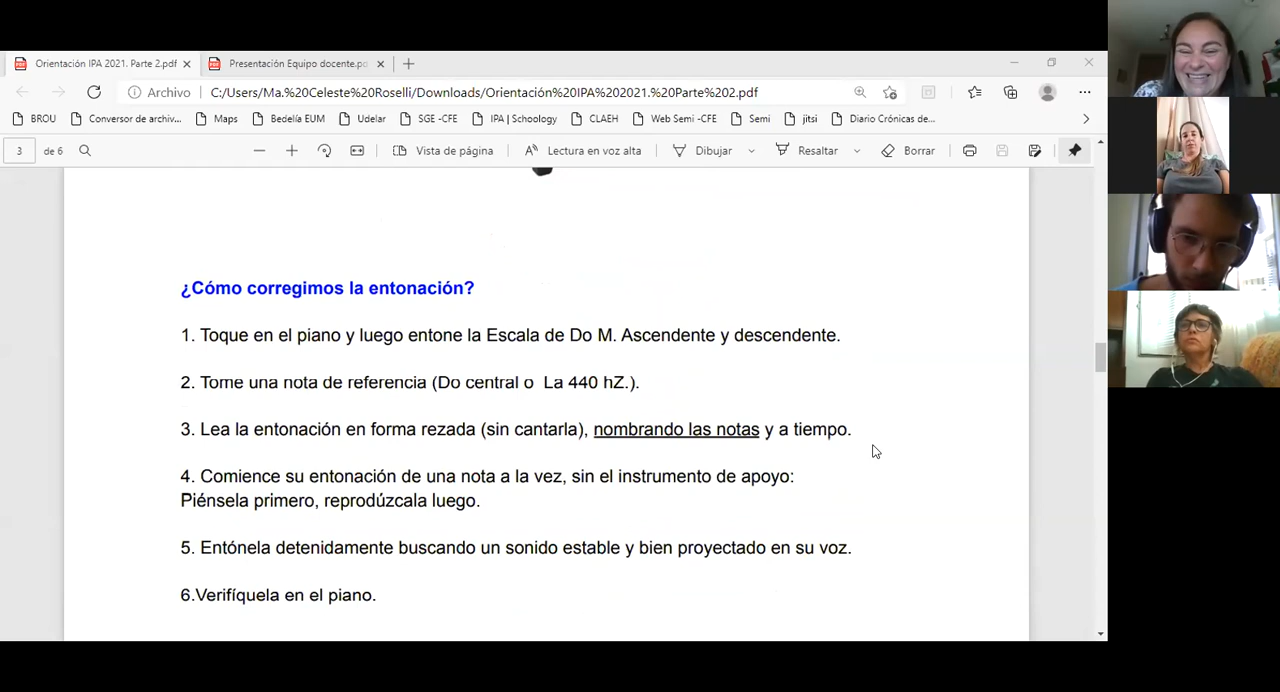 Orientación IPA 2021. Parte 2.pdf
Presentación Equipo docente.pd
Archivo
C:/Users/Ma.%20Celeste%20Roselli/Downloads/Orientación%20IPA%202021.%20Parte%202.pdf
BROU
Conversor de archiv...
Maps
Bedelía EUM
Udelar
SGE -CFE
IPA | Schoology
CLAEH
Web Semi -CFE
Semi
jitsi
Diario Crónicas de...
3 de 6
Vista de página
Lectura en voz alta
Dibujar
Resaltar
Borrar
¿Cómo corregimos la entonación?
1. Toque en el piano y luego entone la Escala de Do M. Ascendente y descendente.
2. Tome una nota de referencia (Do central o La 440 hZ.).
3. Lea la entonación en forma rezada (sin cantarla), nombrando las notas y a tiempo.
4. Comience su entonación de una nota a la vez, sin el instrumento de apoyo:
Piénsela primero, reprodúzcala luego.
5. Entónela detenidamente buscando un sonido estable y bien proyectado en su voz.
6.Verifíquela en el piano.